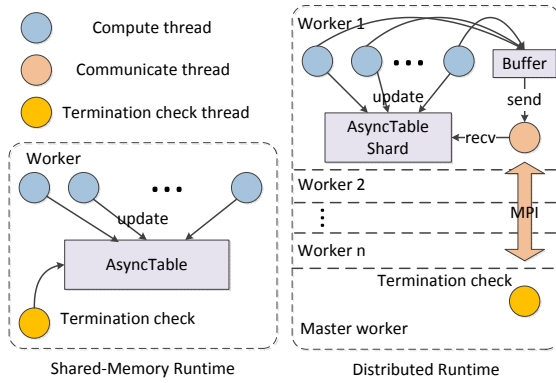 Compute thread
Communicate thread
Termination check thread
Worker
...
update
AsyncTable
Termination check
Shared-Memory Runtime
Worker 1
...
Buffer
update
send
AsyncTable
Shard
recv
Worker 2
⋮
MPI
Worker n
Termination check
Master worker
Distributed Runtime